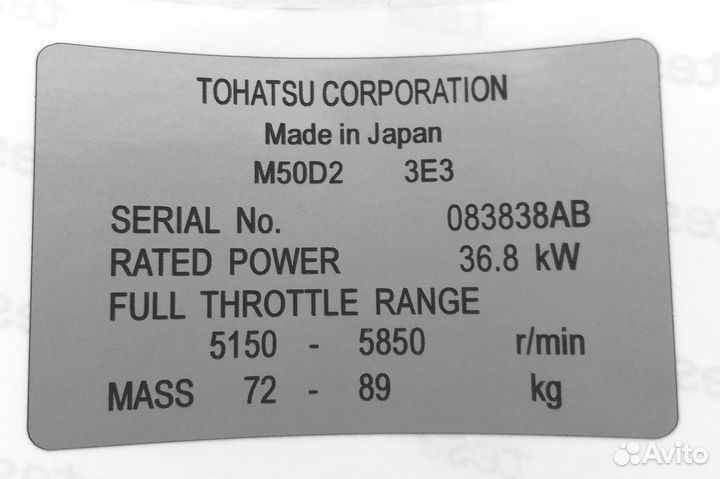 TOHATSU CORPORATION
Made in Japan
M50D2 3E3
SERIAL No. 083838AB
RATED POWER 36.8 kW
FULL THROTTLE RANGE
5150 - 5850 r/min
MASS 72 - 89 kg
Avito